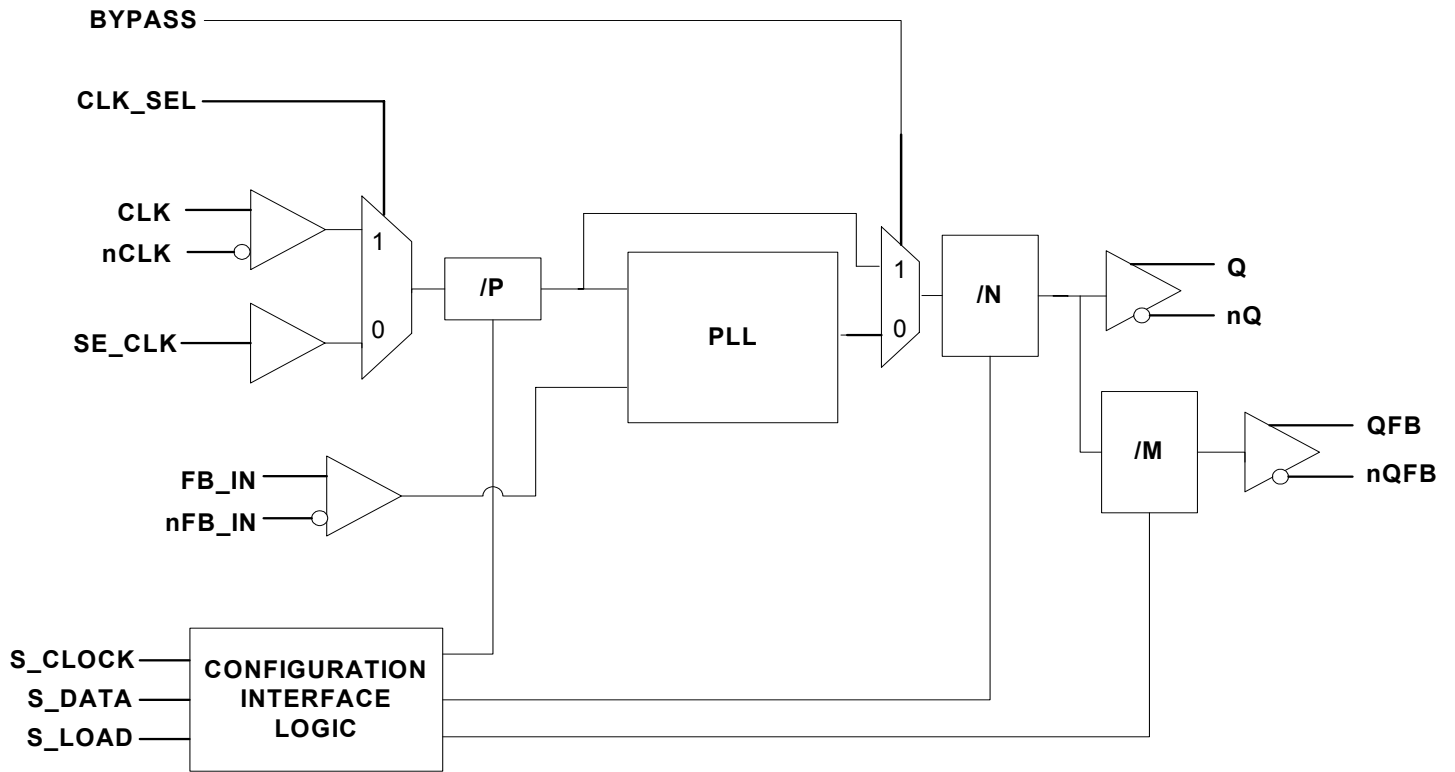 BYPASS
CLK_SEL
CLK
nCLK
1
0
SE_CLK
/P
PLL
1
0
/N
Q
nQ
/M
QFB
nQFB
FB_IN
nFB_IN
S_CLOCK
S_DATA
S_LOAD
CONFIGURATION
INTERFACE
LOGIC